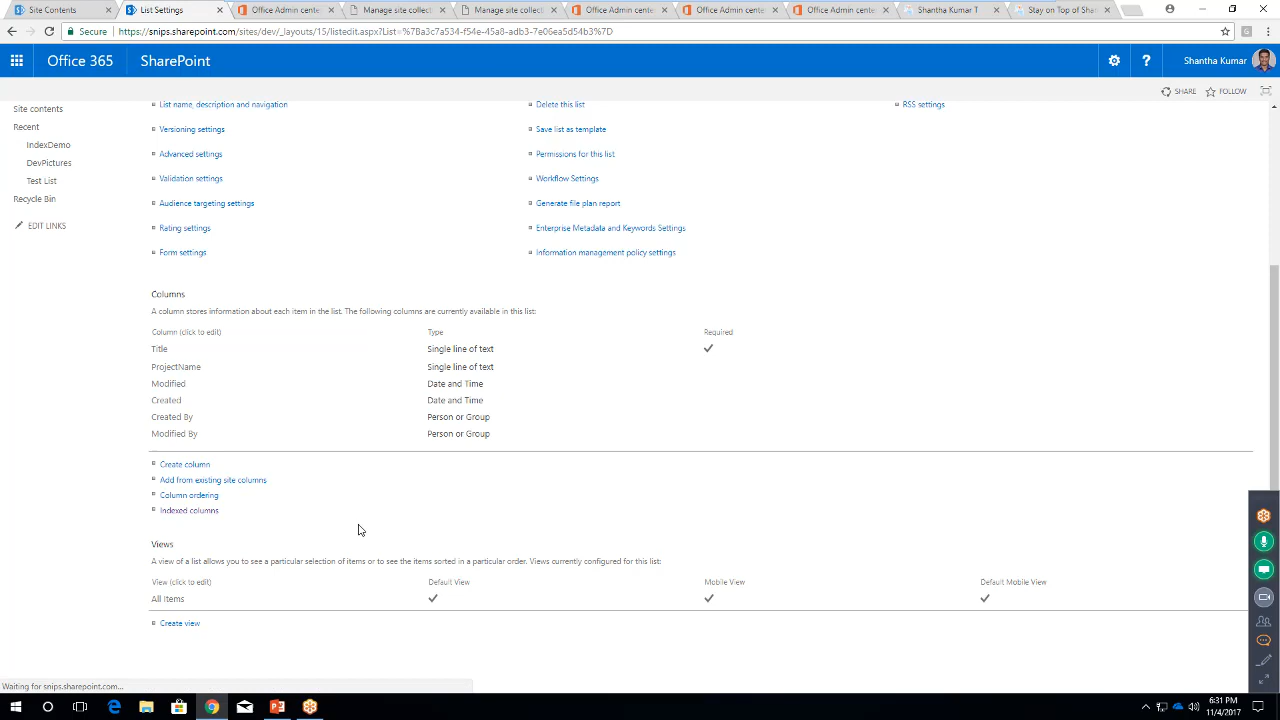 Site Contents
List Settings
Office Admin cente
Manage site collecti
Manage site collecti
Office Admin cente
Office Admin cente
Office Admin cente
Shantha Kumar T
Stay on Top of Shar
Secure
https://snips.sharepoint.com/sites/dev/_layouts/15/listedit.aspx?List=%7Ba3c7a534-f54e-45a8-adb3-7e06ea5d54b3%7D
Office 365
SharePoint
Shantha Kumar
SHARE
FOLLOW
Site contents
Recent
IndexDemo
DevPictures
Test List
Recycle Bin
EDIT LINKS
List name, description and navigation
Delete this list
RSS settings
Versioning settings
Save list as template
Advanced settings
Permissions for this list
Validation settings
Workflow Settings
Audience targeting settings
Generate file plan report
Rating settings
Enterprise Metadata and Keywords Settings
Form settings
Information management policy settings
Columns
A column stores information about each item in the list. The following columns are currently available in this list:
Column (click to edit) Type Required
Title Single line of text
ProjectName Single line of text
Modified Date and Time
Created Date and Time
Created By Person or Group
Modified By Person or Group
Create column
Add from existing site columns
Column ordering
Indexed columns
Views
A view of a list allows you to see a particular selection of items or to see the items sorted in a particular order. Views currently configured for this list:
View (click to edit) Default View Mobile View Default Mobile View
All Items
Create view
Waiting for snips.sharepoint.com...
6:31 PM
11/4/2017